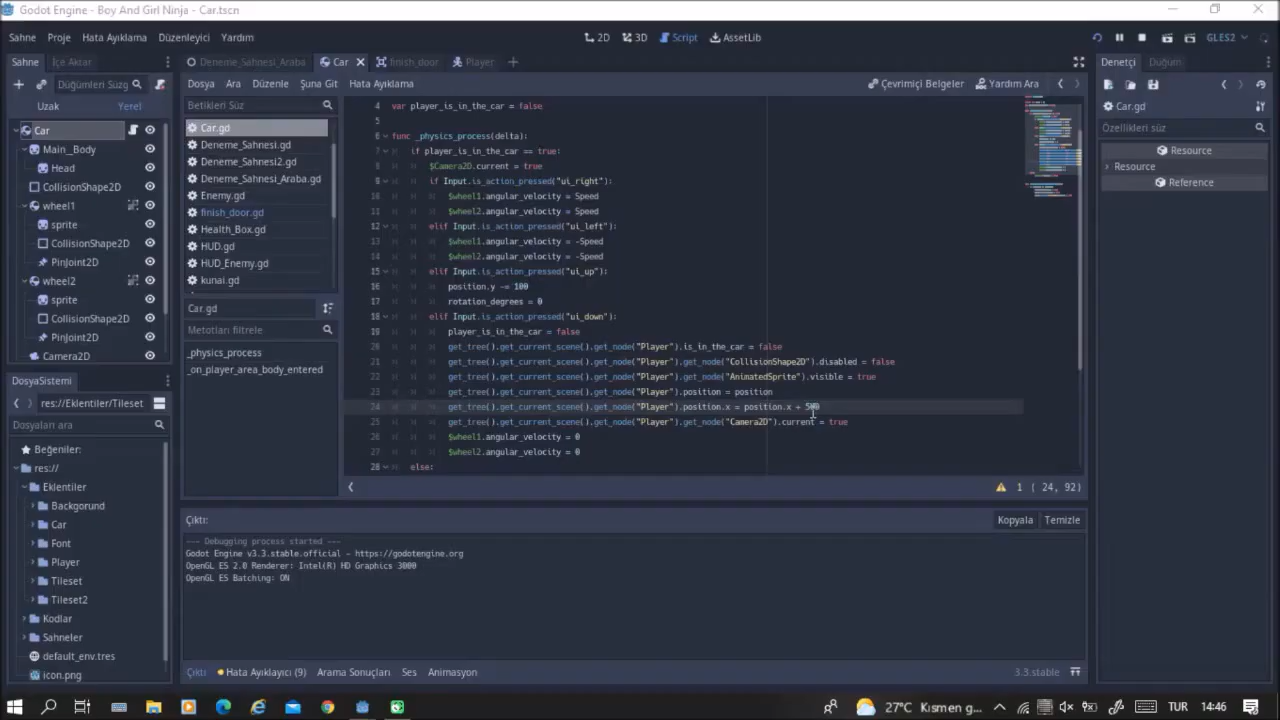 Godot Engine - Boy And Girl Ninja - Car.tscn
Sahne Proje Hata Ayıklama Düzenleyici Yardım
2D 3D Script AssetLib
GLES2
Sahne İçe Aktar
Deneme_Sahnesi_Araba Car finish_door Player
Denetçi Düğüm
Düğümleri Süzg
Uzak Yerel
Car
Main_Body
Head
CollisionShape2D
wheel1
sprite
CollisionShape2D
PinJoint2D
wheel2
sprite
CollisionShape2D
PinJoint2D
Camera2D
Dosya Ara Düzenle Şuna Git Hata Ayıklama
Çevrimiçi Belgeler Yardım Ara
Betikleri Süz
Car.gd
Deneme_Sahnesi2.gd
Deneme_Sahnesi_Araba.gd
Enemy.gd
finish_door.gd
Health_Box.gd
HUD.gd
HUD_Enemy.gd
kunai.gd
Car.gd
Metotları filtrele
_physics_process
_on_player_area_body_entered
4 var player_is_in_the_car = false
5
6 func _physics_process(delta):
7 if player_is_in_the_car == true:
8 $Camera2D.current = true
9 if Input.is_action_pressed("ui_right"
10 $wheel1.angular_velocity = Speed
11 $wheel2.angular_velocity = Speed
12 elif Input.is_action_pressed("ui_left"):
13 $wheel1.angular_velocity = -Speed
14 $wheel2.angular_velocity = -Speed
15 elif Input.is_action_pressed("ui_up"):
16 position.y -= 100
17 rotation_degrees = 0
18 elif Input.is_action_pressed("ui_down"):
19 player_is_in_the_car = false
20 get_tree().get_current_scene().get_node("Player").is_in_the_car = false
21 get_tree().get_current_scene().get_node("Player").get_node("CollisionShape2D").disabled = false
22 get_tree().get_current_scene().get_node("Player").get_node("AnimatedSprite").visible = true
23 get_tree().get_current_scene().get_node("Player").position = position
24 get_tree().get_current_scene().get_node("Player").position.x = position.x + 500
25 get_tree().get_current_scene().get_node("Player").get_node("Camera2D").current = true
26 $wheel1.angular_velocity = 0
27 $wheel2.angular_velocity = 0
28 else:
1 ( 24, 92)
Car.gd
Özellikleri süz
Resource
Resource
Reference
DosyaSistemi
res://Eklentiler/Tileset
Dosyaları ara
Beğeniler:
res://
Eklentiler
Backgorund
Car
Font
Player
Tileset
Tileset2
Kodlar
Sahneler
default_env.tres
icon.png
Çıktı:
Kopyala Temizle
--- Debugging process started ---
Godot Engine v3.3.stable.official - https://godotengine.org
OpenGL ES 2.0 Renderer: Intel(R) HD Graphics 3000
OpenGL ES Batching: ON
Çıktı Hata Ayıklayıcı (9) Arama Sonuçları Ses Animasyon
3.3.stable
27°C Kısmen g... TUR 14:46